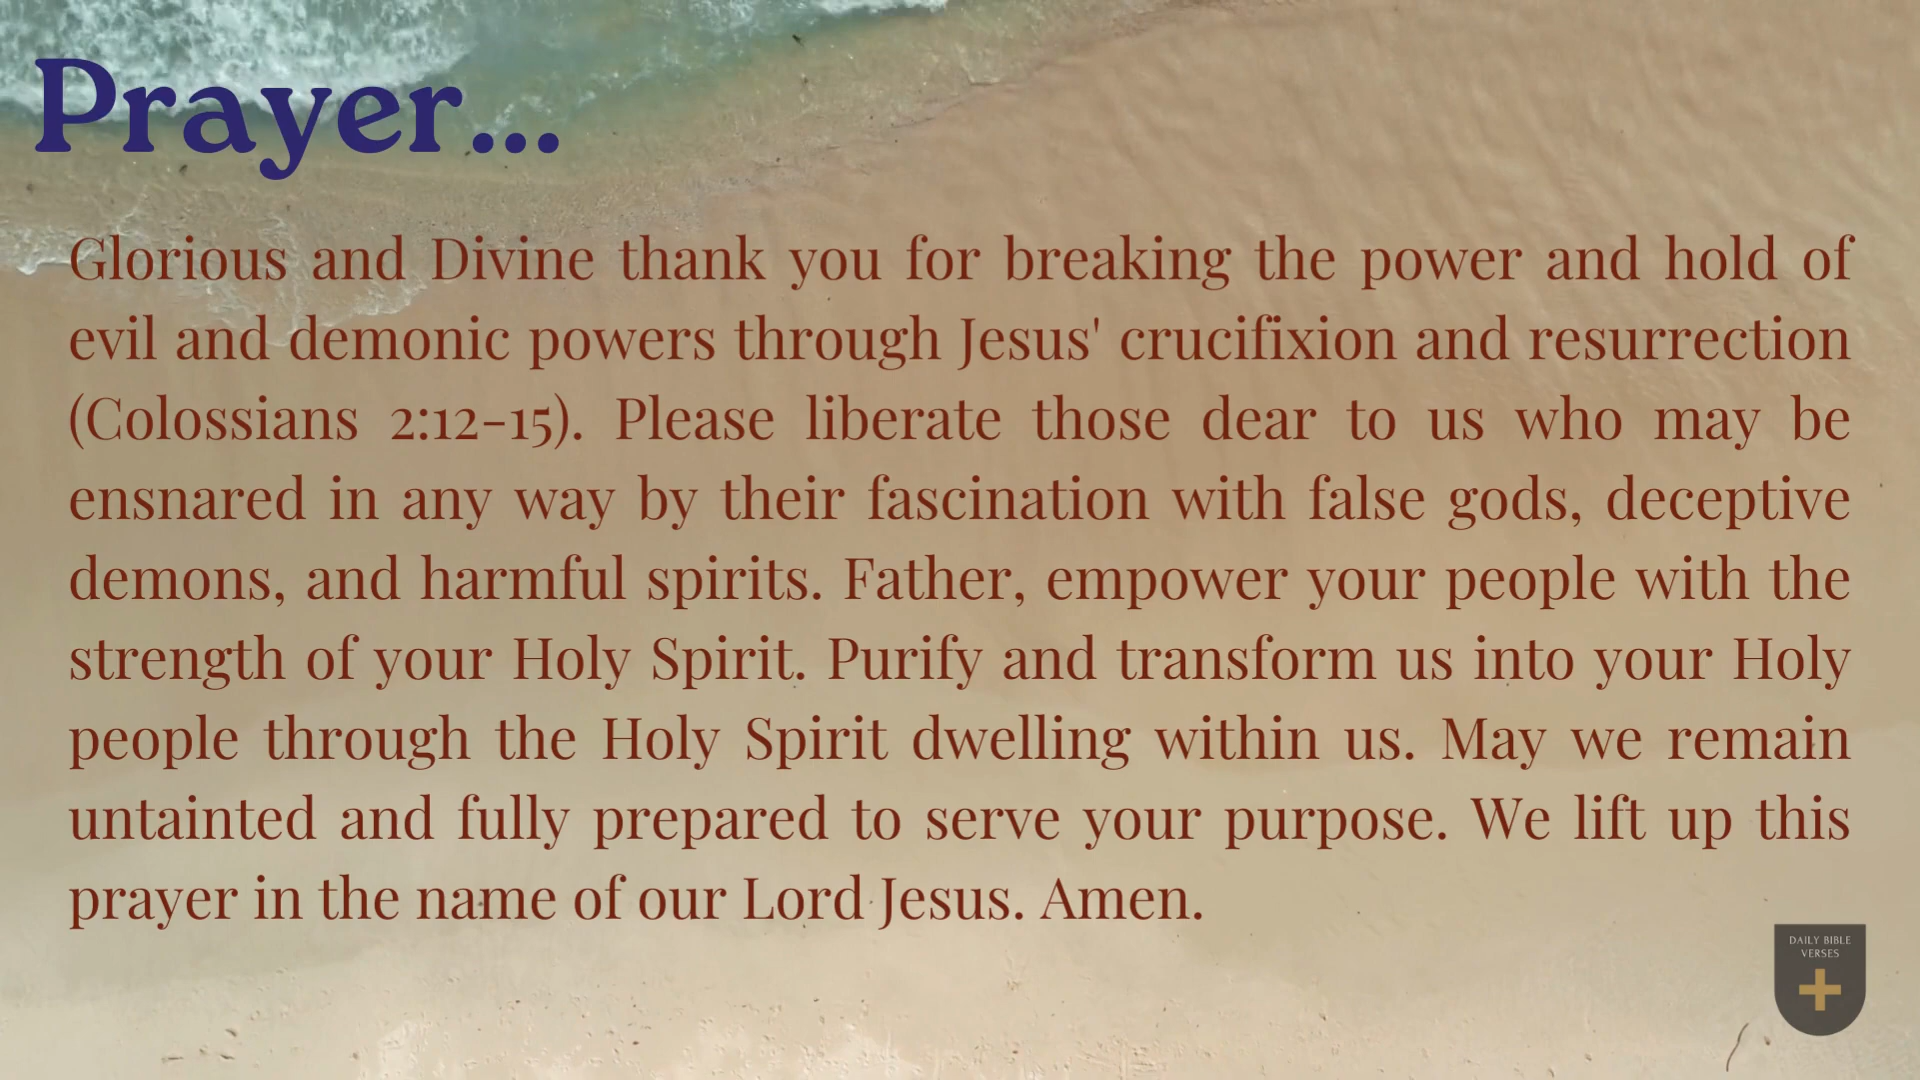 Prayer...
Glorious and Divine thank you for breaking the power and hold of
evil and demonic powers through Jesus' crucifixion and resurrection
(Colossians 2:12-15). Please liberate those dear to us who may be
ensnared in any way by their fascination with false gods, deceptive
demons, and harmful spirits. Father, empower your people with the
strength of your Holy Spirit. Purify and transform us into your Holy
people through the Holy Spirit dwelling within us. May we remain
untainted and fully prepared to serve your purpose. We lift up this
prayer in the name of our Lord Jesus. Amen.
DAILY BIBLE
VERSES